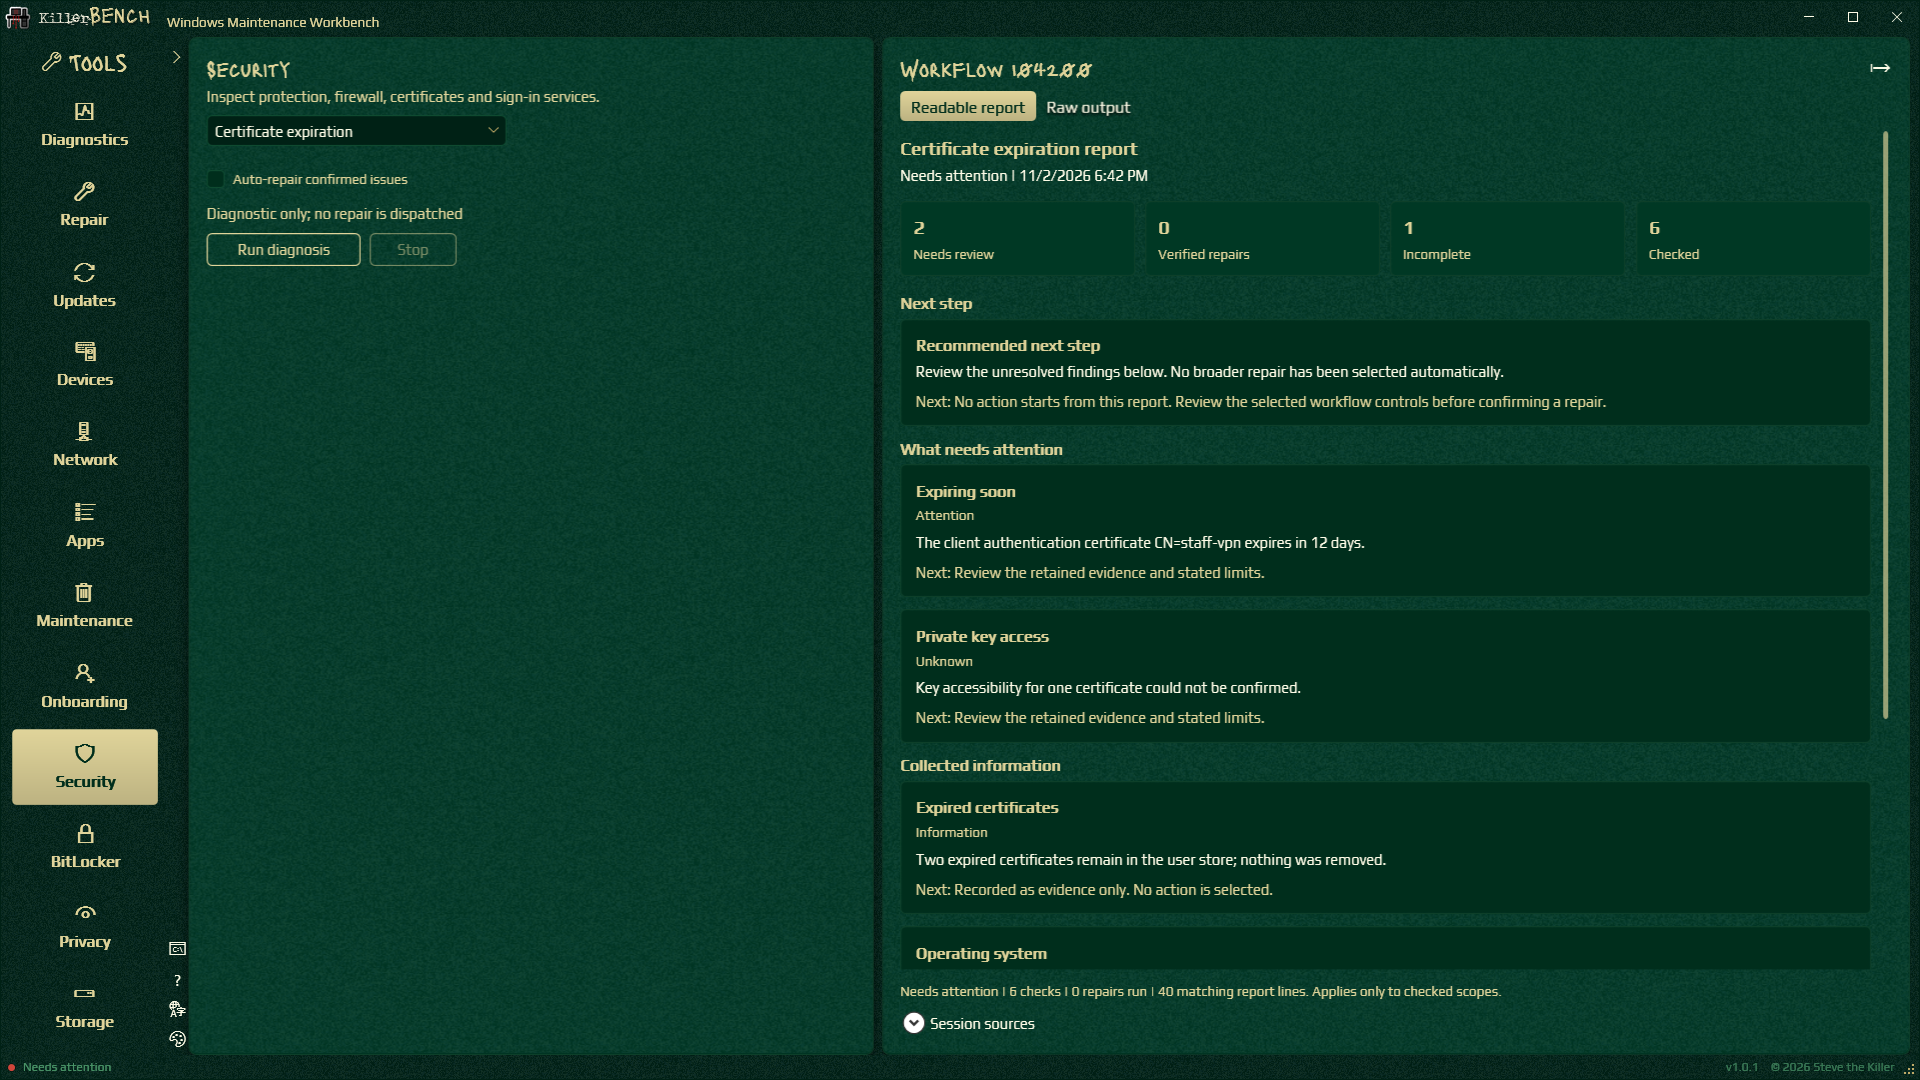 KillerBENCH Windows Maintenance Workbench
TOOLS
Diagnostics
Repair
Updates
Devices
Network
Apps
Maintenance
Onboarding
Security
BitLocker
Privacy
Storage
C:\
?
SECURITY
Inspect protection, firewall, certificates and sign-in services.
Certificate expiration
Auto-repair confirmed issues
Diagnostic only; no repair is dispatched
Run diagnosis
Stop
WORKFLOW 104200
Readable report
Raw output
Certificate expiration report
Needs attention | 11/2/2026 6:42 PM
2
Needs review
0
Verified repairs
1
Incomplete
6
Checked
Next step
Recommended next step
Review the unresolved findings below. No broader repair has been selected automatically.
Next: No action starts from this report. Review the selected workflow controls before confirming a repair.
What needs attention
Expiring soon
Attention
The client authentication certificate CN=staff-vpn expires in 12 days.
Next: Review the retained evidence and stated limits.
Private key access
Unknown
Key accessibility for one certificate could not be confirmed.
Next: Review the retained evidence and stated limits.
Collected information
Expired certificates
Information
Two expired certificates remain in the user store; nothing was removed.
Next: Recorded as evidence only. No action is selected.
Operating system
Needs attention | 6 checks | 0 repairs run | 40 matching report lines. Applies only to checked scopes.
Session sources
Needs attention
v1.0.1 © 2026 Steve the Killer